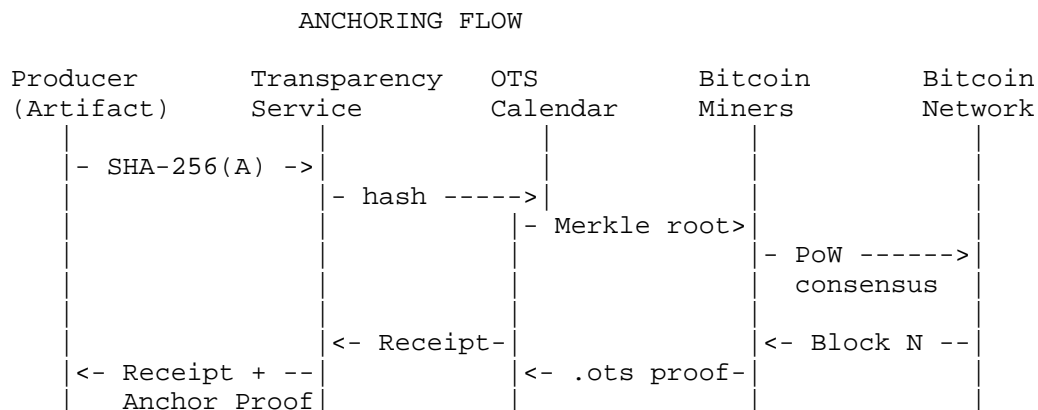 ANCHORING FLOW
Producer Transparency OTS Bitcoin Bitcoin
(Artifact) Service Calendar Miners Network
- SHA-256(A) ->
- hash ----->
- Merkle root>
- PoW ------>
consensus
<- Receipt- <- Block N --
<- Receipt + -- <- .ots proof-
Anchor Proof